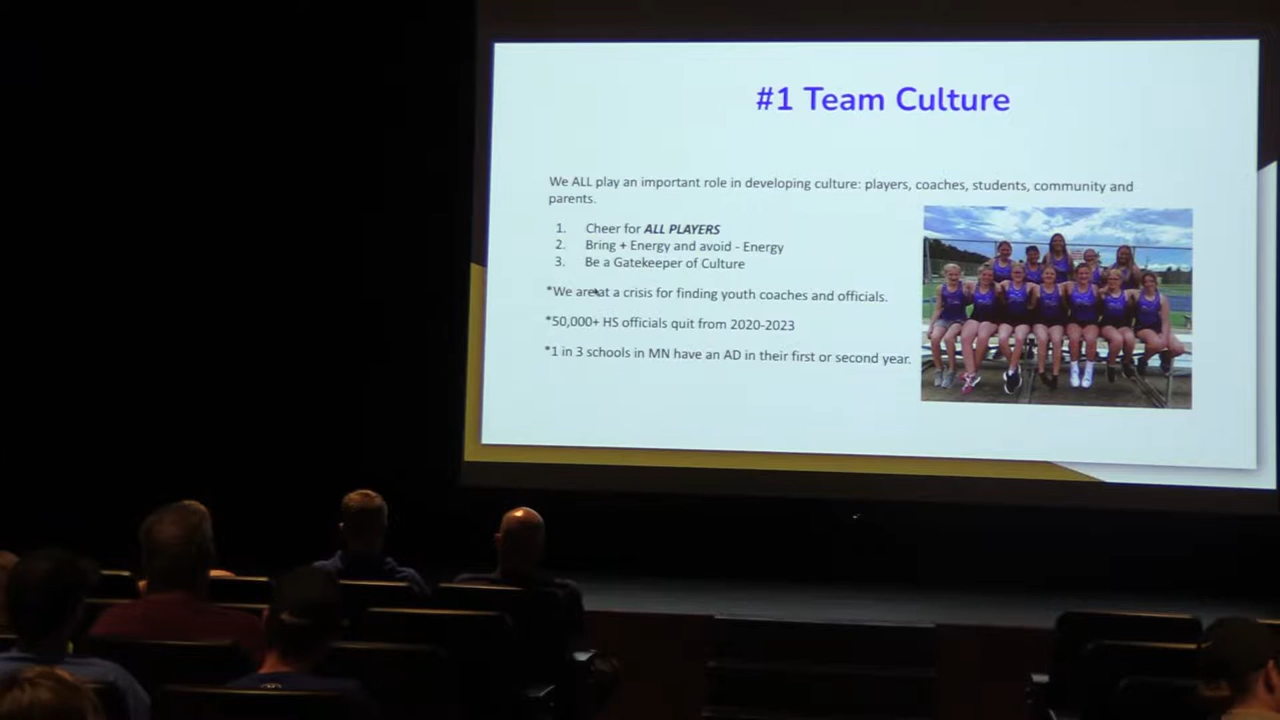 #1 Team Culture
We ALL play an important role in developing culture: players, coaches, students, community and
parents.
1. Cheer for ALL PLAYERS
2. Bring + Energy and avoid - Energy
3. Be a Gatekeeper of Culture
*We are at a crisis for finding youth coaches and officials.
*50,000+ HS officials quit from 2020-2023
*1 in 3 schools in MN have an AD in their first or second year.